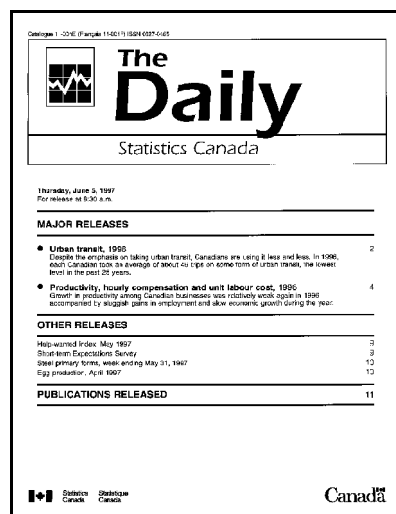 Catalogue 11-001E (Français 11-001F) ISSN 0827-0465
The
Daily
Statistics Canada
Thursday, June 5, 1997
For release at 8:30 a.m.
MAJOR RELEASES
● Urban transit, 1996 2
Despite the emphasis on taking urban transit, Canadians are using it less and less. In 1996,
each Canadian took an average of about 48 trips on some form of urban transit, the lowest
level in the past 25 years.
● Productivity, hourly compensation and unit labour cost, 1996 4
Growth in productivity among Canadian businesses was relatively weak again in 1996
accompanied by sluggish gains in employment and slow economic growth during the year.
OTHER RELEASES
Help-wanted Index, May 1997 9
Short-term Expectations Survey 9
Steel primary forms, week ending May 31, 1997 10
Egg production, April 1997 10
PUBLICATIONS RELEASED 11
Statistics Statistique
Canada Canada
Canada